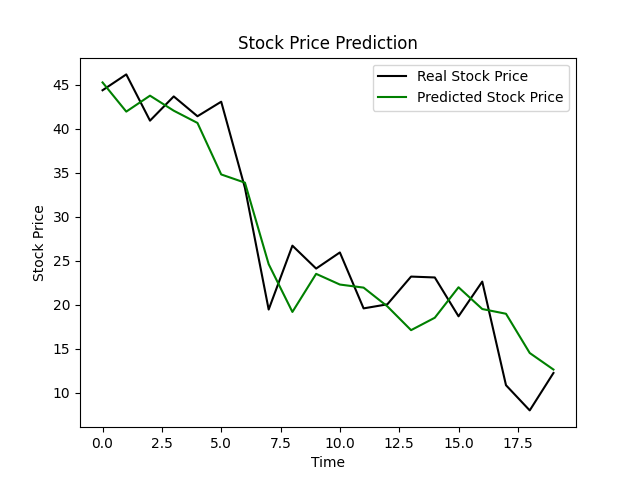 Stock Price Prediction
Real Stock Price
Predicted Stock Price
Stock Price
45
40
35
30
25
20
15
10
0.0 2.5 5.0 7.5 10.0 12.5 15.0 17.5
Time